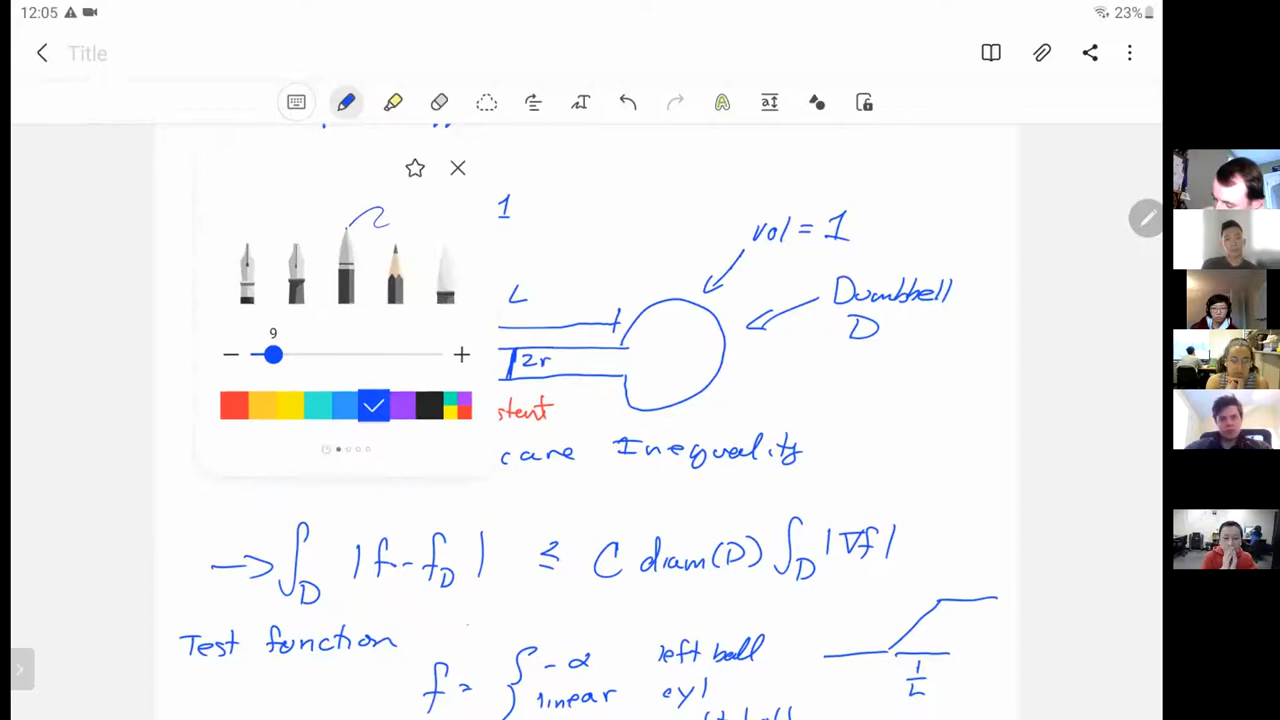 12:05
23%
Title
1
vol = 1
L
Dumbbell
D
9
2r
stent
care Inequality
→ ∫_D |f - f_D| ≤ C diam(D) ∫_D |∇f|
Test function
f = { -α left ball
linear cyl
1/L